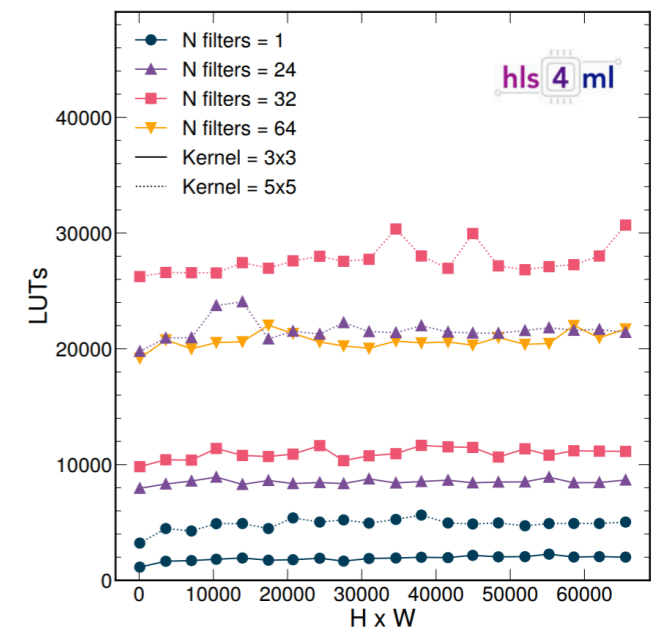 N filters = 1
N filters = 24
N filters = 32
N filters = 64
Kernel = 3x3
Kernel = 5x5
hls 4 ml
40000
30000
20000
10000
0
LUTs
0 10000 20000 30000 40000 50000 60000
H x W